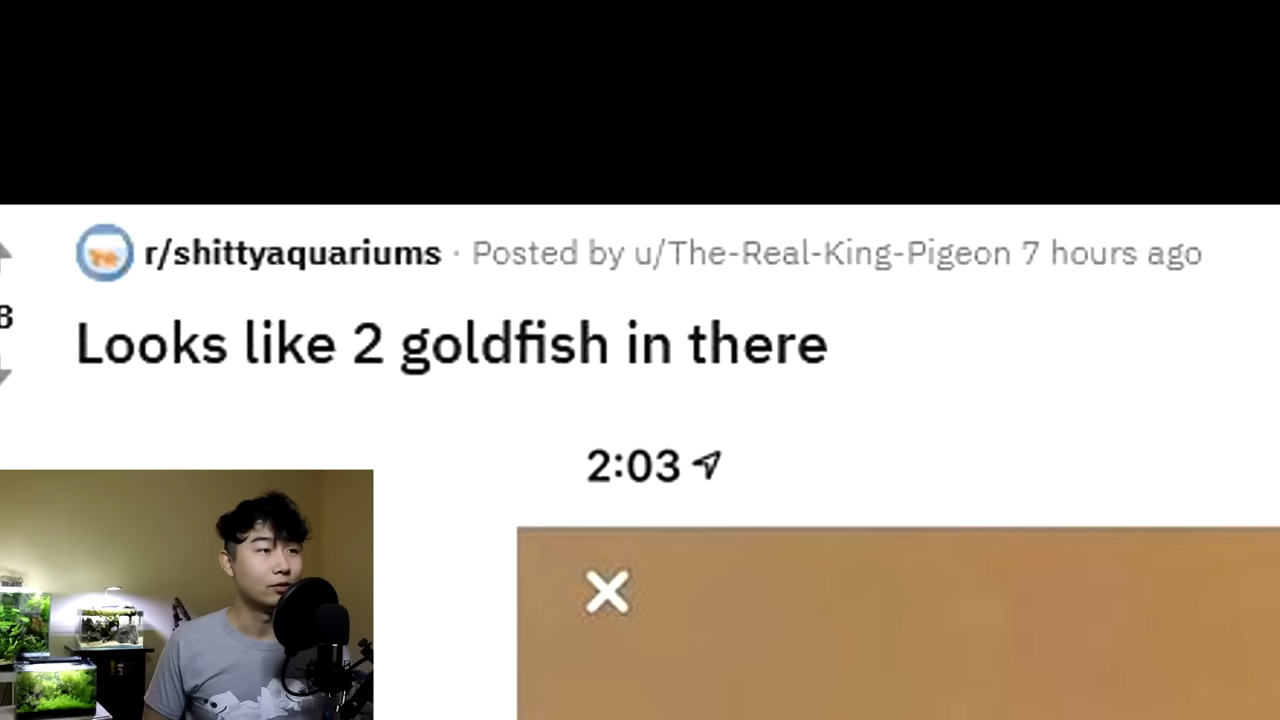 r/shittyaquariums · Posted by u/The-Real-King-Pigeon 7 hours ago
Looks like 2 goldfish in there
2:03